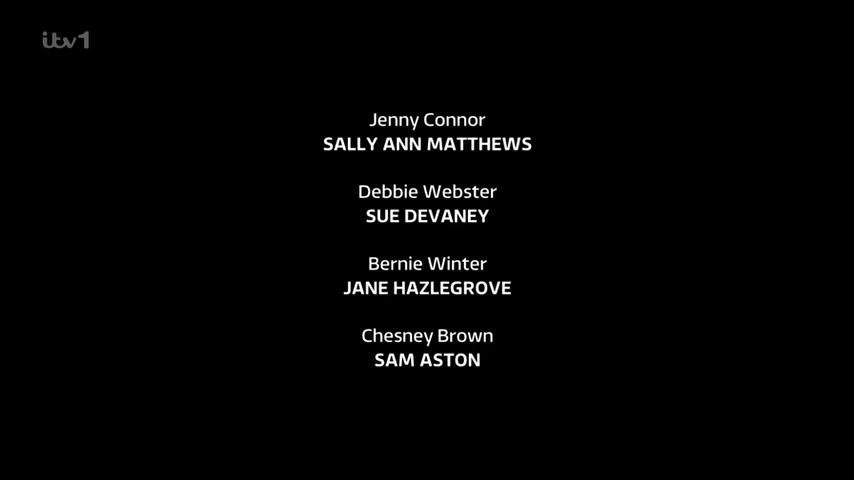 itv1
Jenny Connor
SALLY ANN MATTHEWS
Debbie Webster
SUE DEVANEY
Bernie Winter
JANE HAZLEGROVE
Chesney Brown
SAM ASTON